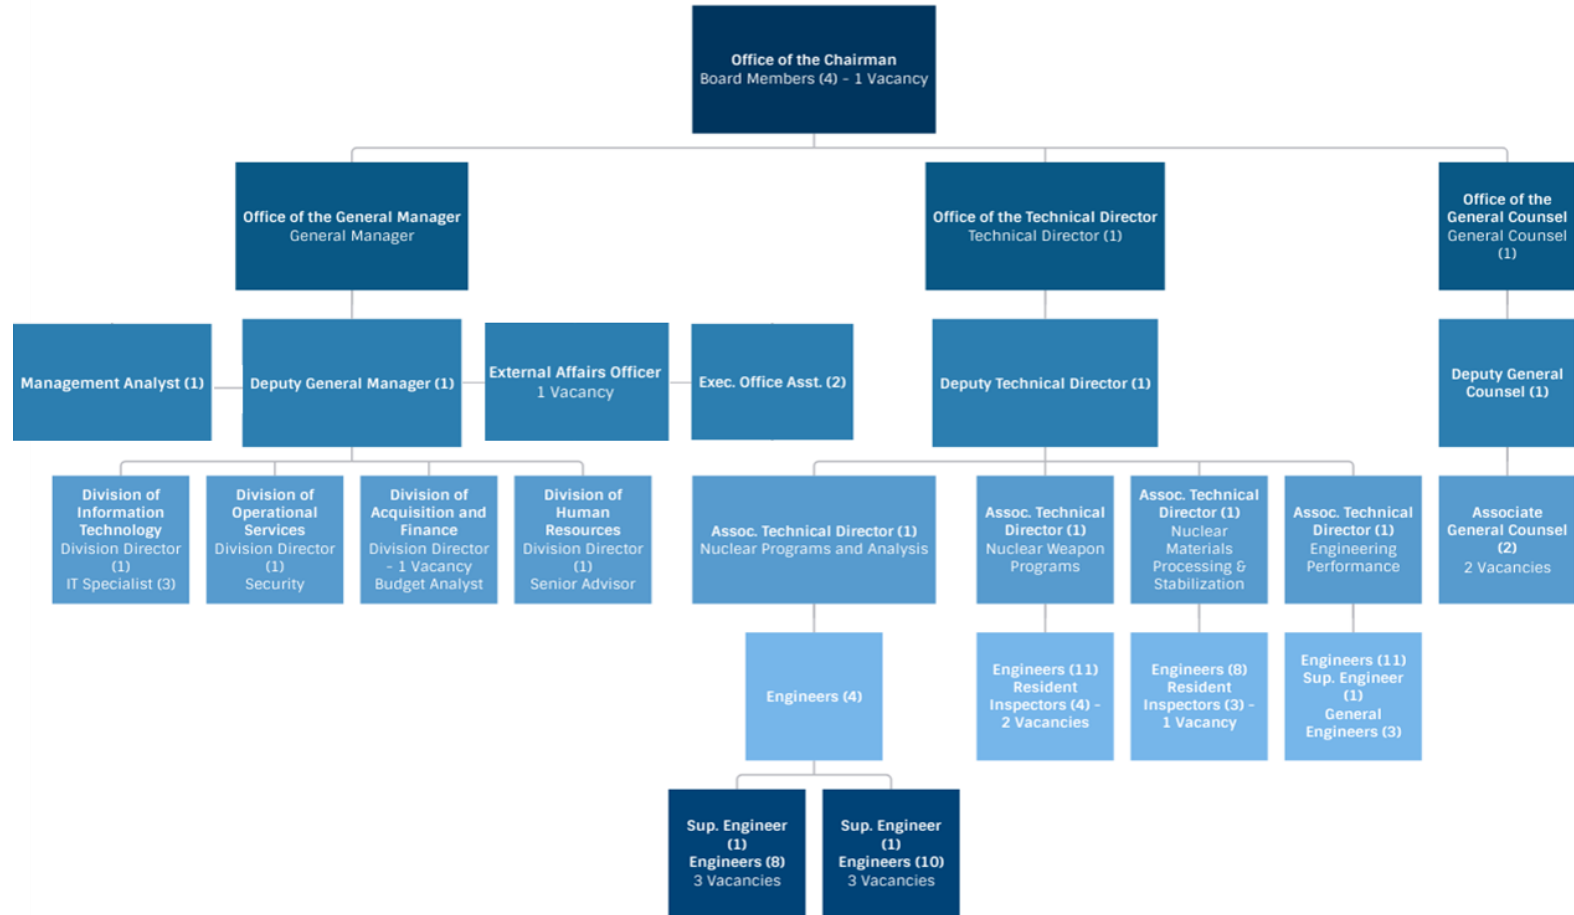 Office of the Chairman
Board Members (4) - 1 Vacancy
Office of the General Manager
General Manager
Office of the Technical Director
Technical Director (1)
Office of the
General Counsel
General Counsel
(1)
Management Analyst (1)
Deputy General Manager (1)
External Affairs Officer
1 Vacancy
Exec. Office Asst. (2)
Deputy Technical Director (1)
Deputy General
Counsel (1)
Division of
Information
Technology
Division Director
(1)
IT Specialist (3)
Division of
Operational
Services
Division Director
(1)
Security
Division of
Acquisition and
Finance
Division Director
- 1 Vacancy
Budget Analyst
Division of
Human
Resources
Division Director
(1)
Senior Advisor
Assoc. Technical Director (1)
Nuclear Programs and Analysis
Assoc. Technical
Director (1)
Nuclear Weapon
Programs
Assoc. Technical
Director (1)
Nuclear
Materials
Processing &
Stabilization
Assoc. Technical
Director (1)
Engineering
Performance
Associate
General Counsel
(2)
2 Vacancies
Engineers (4)
Engineers (11)
Resident
Inspectors (4) -
2 Vacancies
Engineers (8)
Resident
Inspectors (3) -
1 Vacancy
Engineers (11)
Sup. Engineer
(1)
General
Engineers (3)
Sup. Engineer
(1)
Engineers (8)
3 Vacancies
Sup. Engineer
(1)
Engineers (10)
3 Vacancies